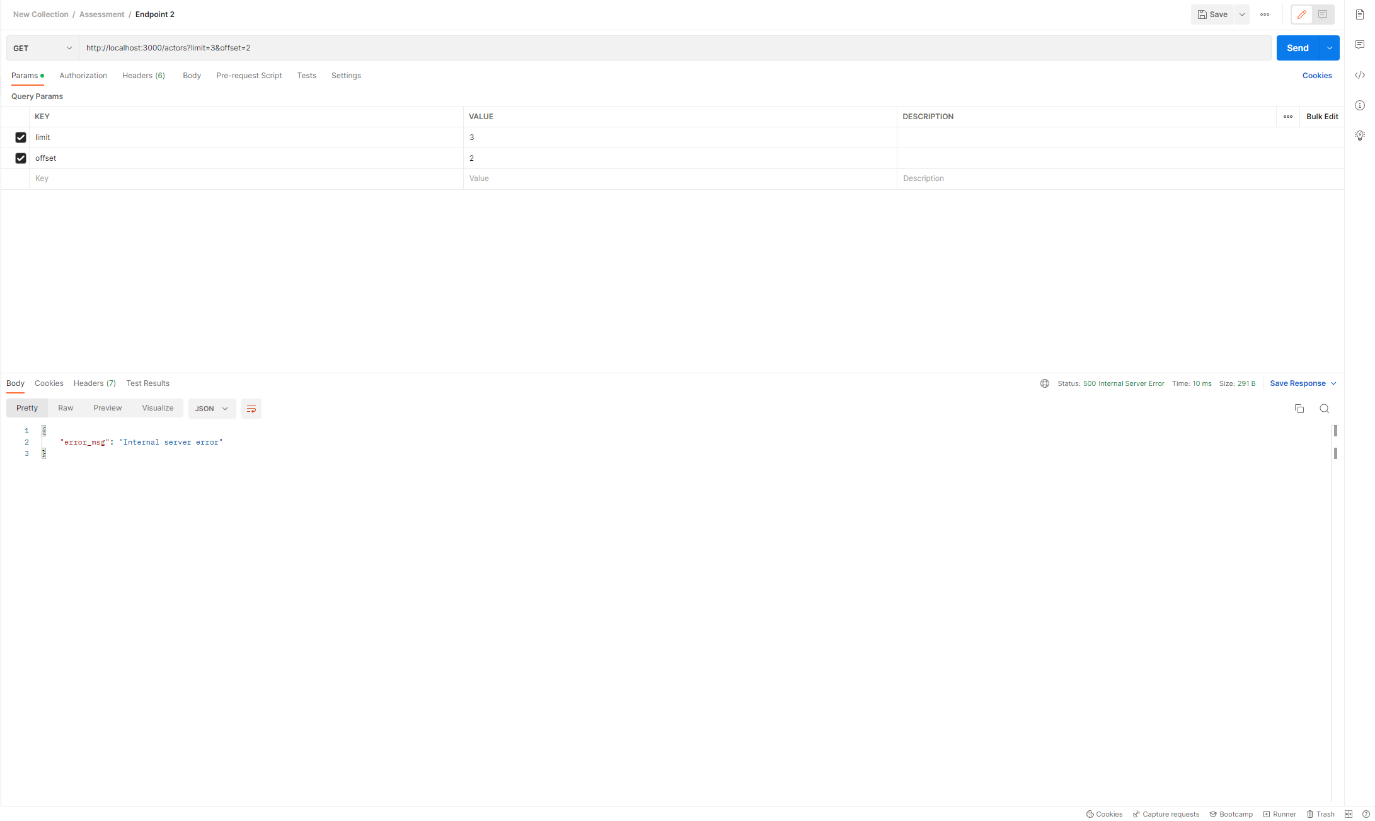 New Collection / Assessment / Endpoint 2
Save
GET
http://localhost:3000/actors?limit=3&offset=2
Send
Params
Authorization
Headers (6)
Body
Pre-request Script
Tests
Settings
Cookies
Query Params
KEY VALUE DESCRIPTION
Bulk Edit
limit 3
offset 2
Key Value Description
Body
Cookies
Headers (7)
Test Results
Status: 500 Internal Server Error Time: 10 ms Size: 291 B
Save Response
Pretty
Raw
Preview
Visualize
JSON
1 {
2 "error_msg": "Internal server error"
3 }
Cookies
Capture requests
Bootcamp
Runner
Trash